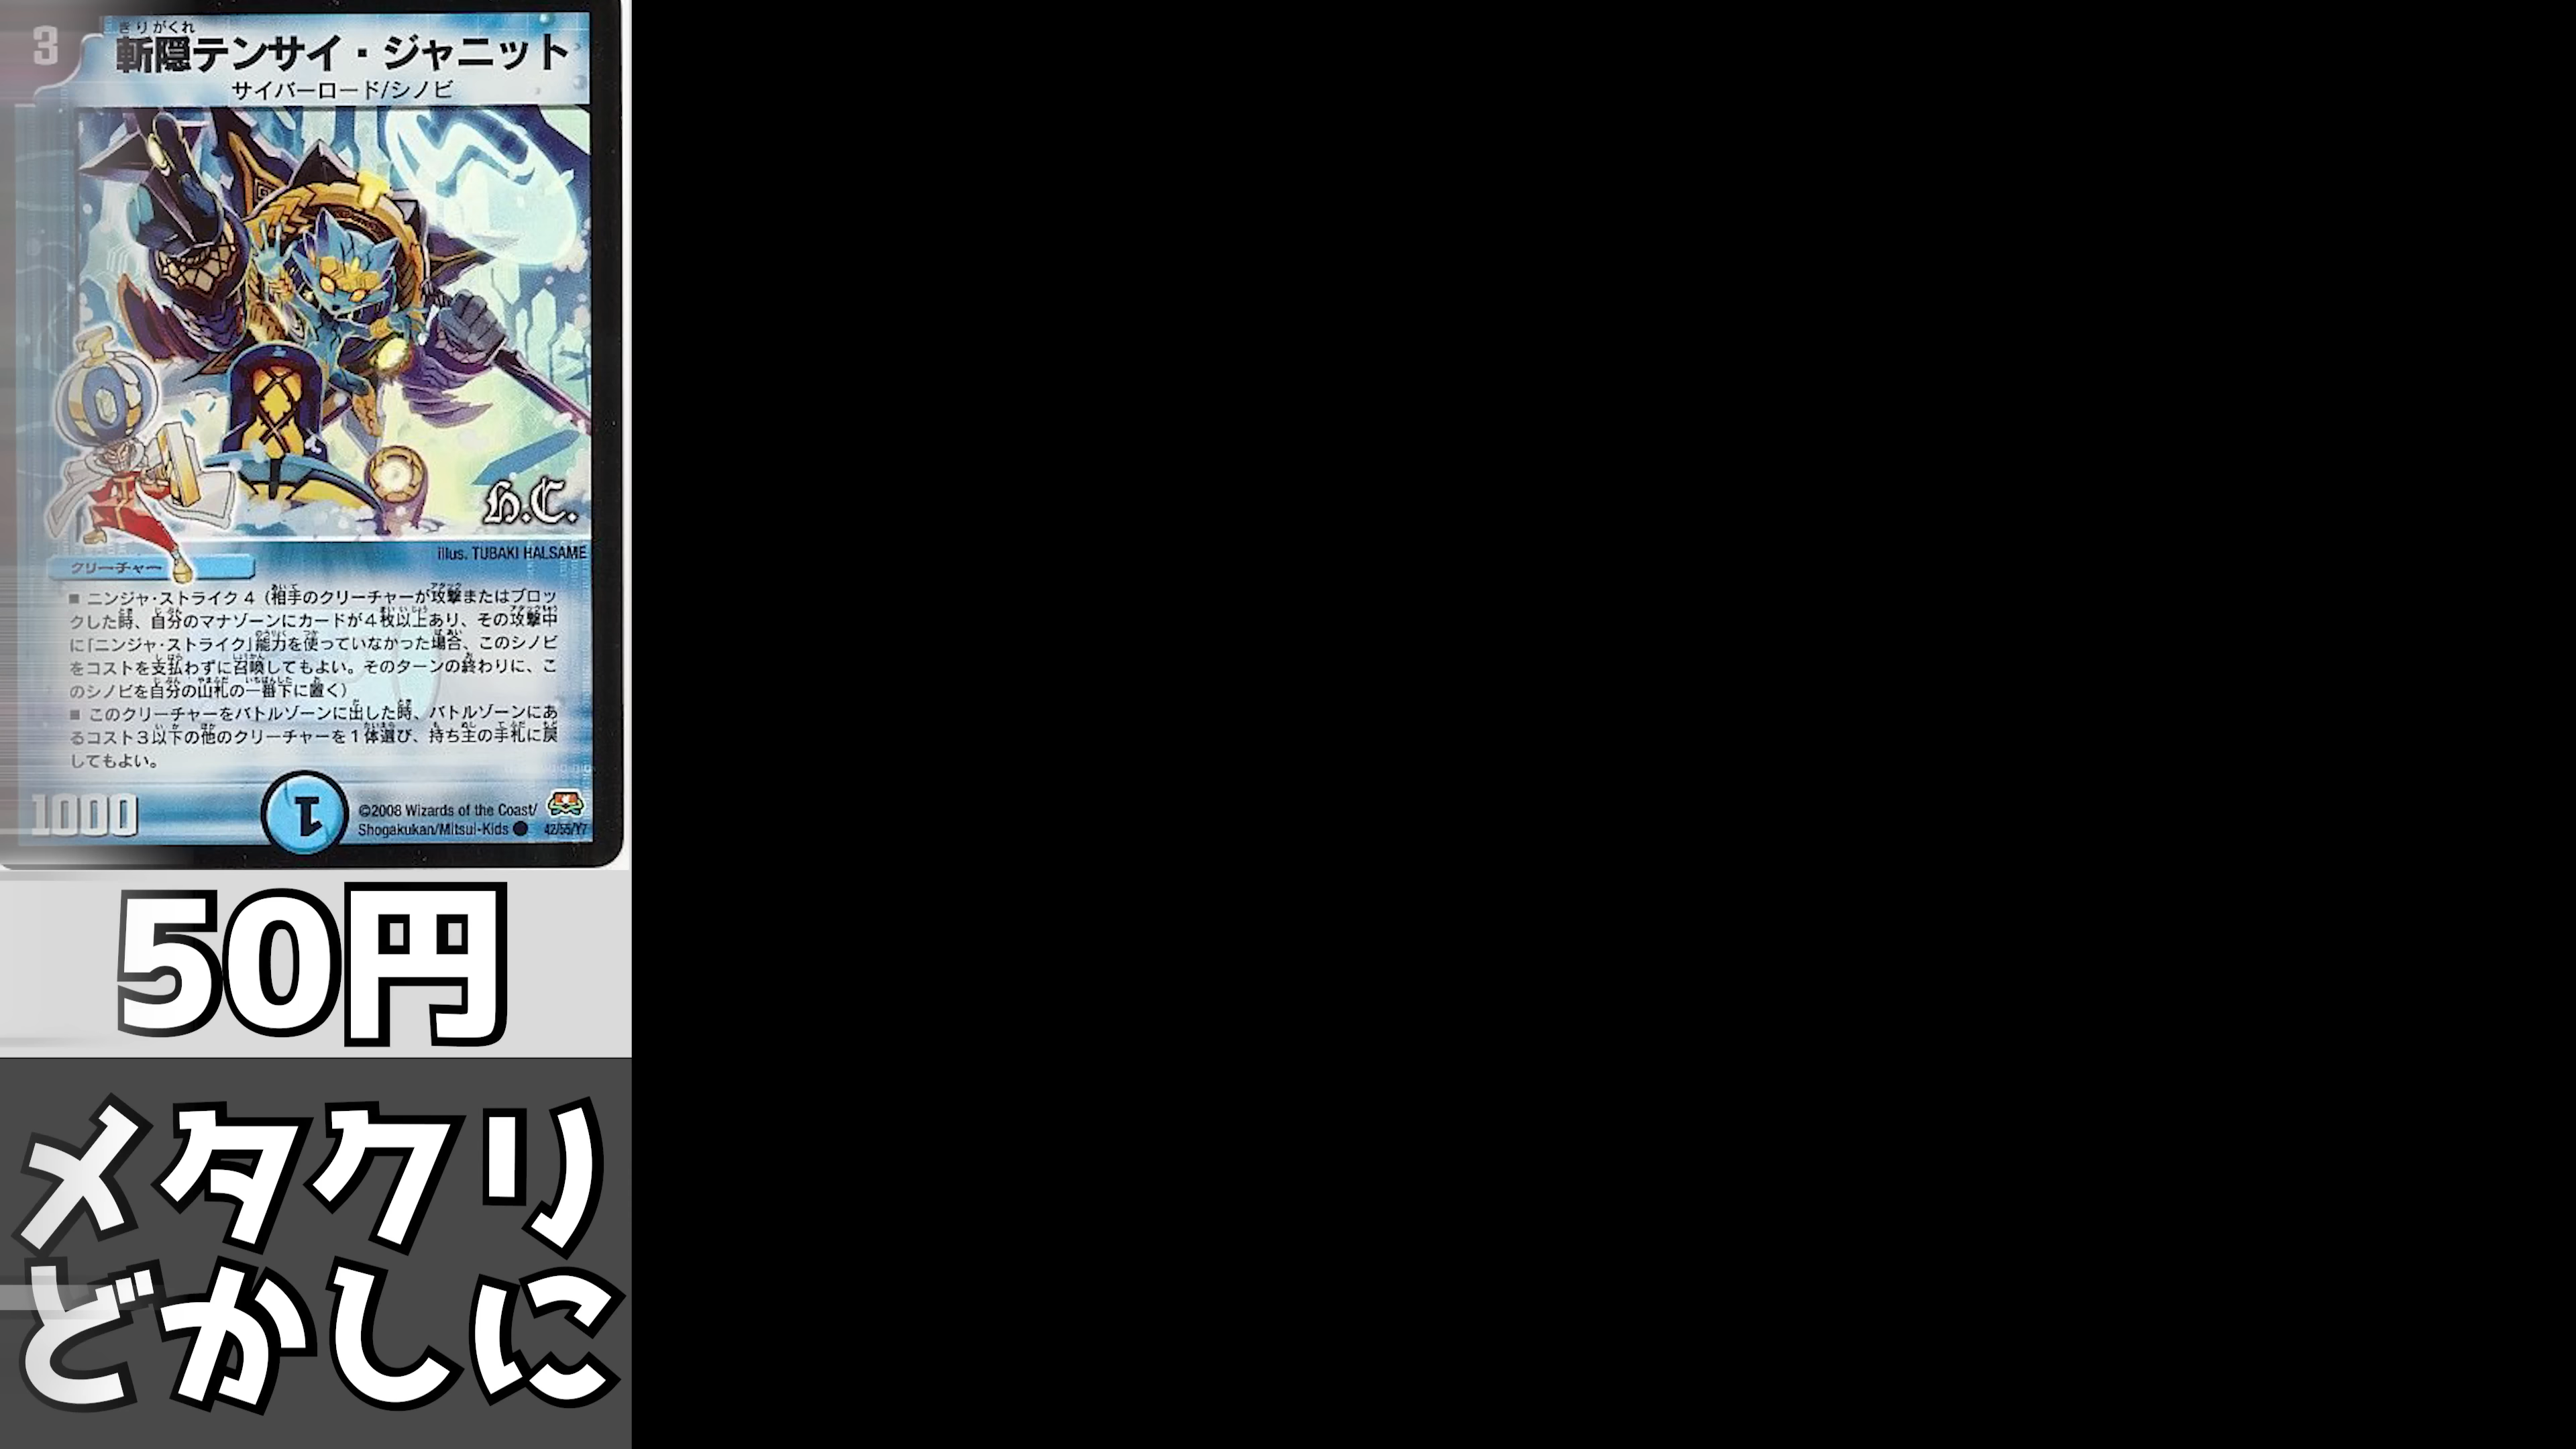 3
きりがくれ
斬隠テンサイ・ジャニット
サイバーロード/シノビ
H.C.
illus. TUBAKI HALSAME
クリーチャー
■ ニンジャ・ストライク 4（相手のクリーチャーが攻撃またはブロッ
クした時、自分のマナゾーンにカードが４枚以上あり、その攻撃中
に「ニンジャ・ストライク」能力を使っていなかった場合、このシノビ
をコストを支払わずに召喚してもよい。そのターンの終わりに、こ
のシノビを自分の山札の一番下に置く）
■ このクリーチャーをバトルゾーンに出した時、バトルゾーンにあ
るコスト３以下の他のクリーチャーを１体選び、持ち主の手札に戻
してもよい。
1000
1
©2008 Wizards of the Coast/
Shogakukan/Mitsui-Kids ● 42/55/Y7
50円
メタクリ
どかしに